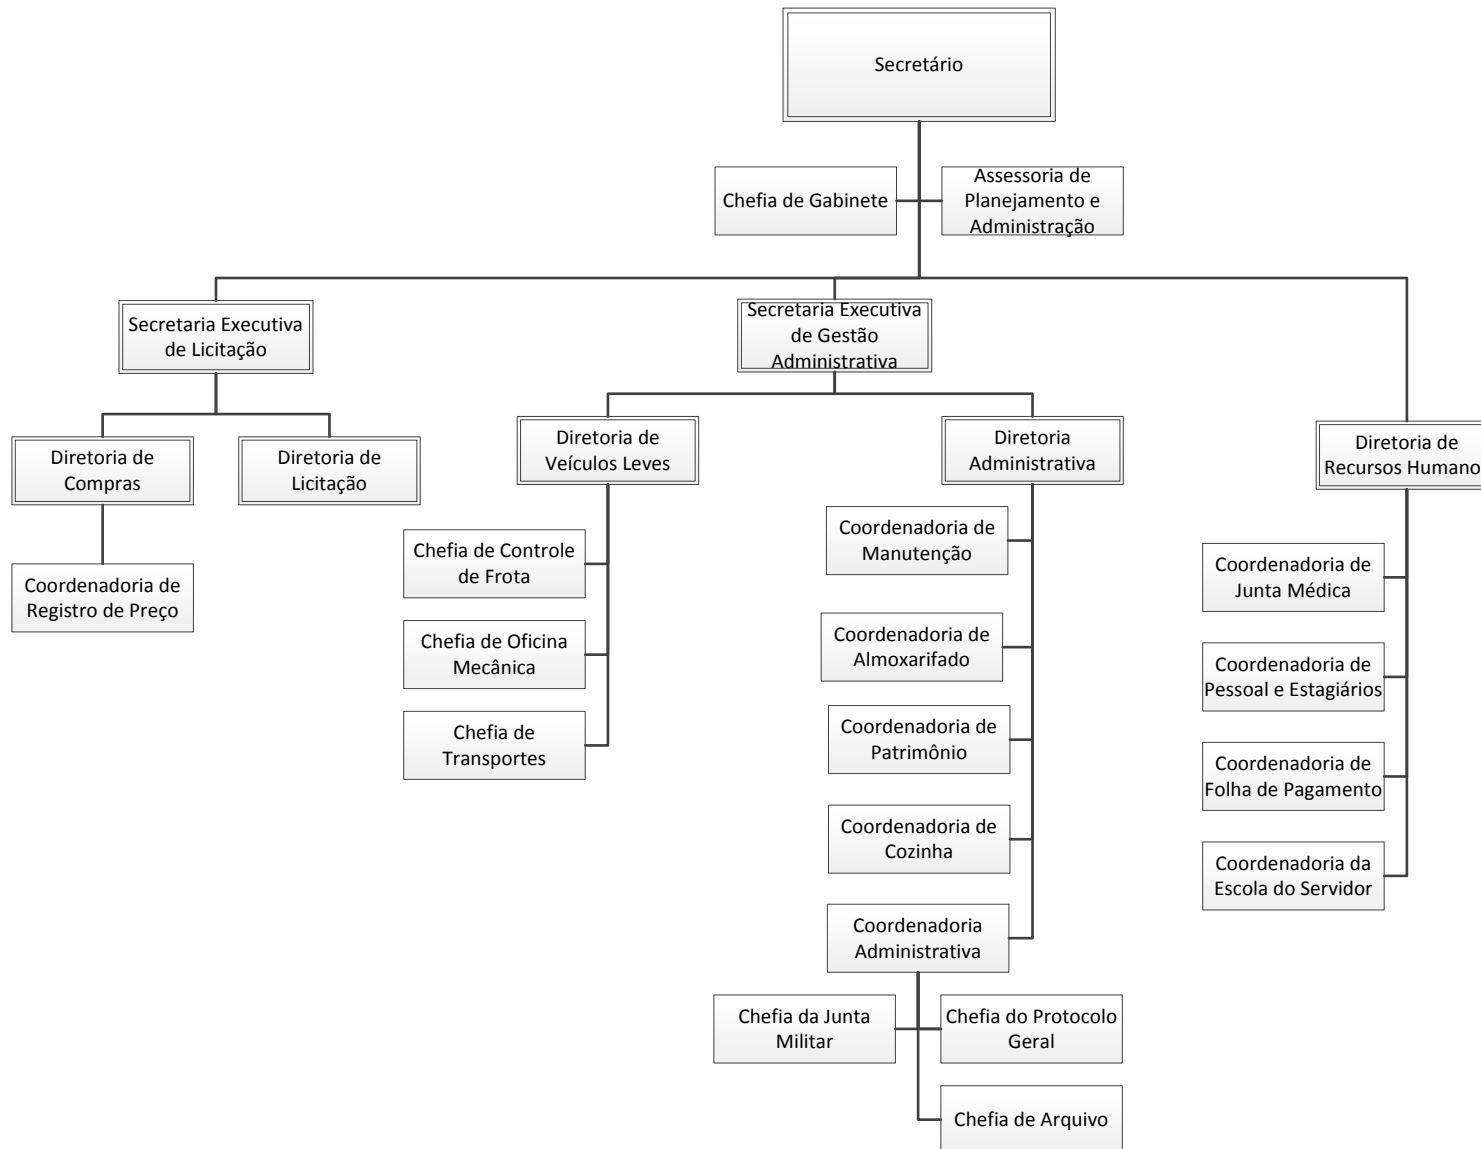 Secretário
Chefia de Gabinete
Assessoria de
Planejamento e
Administração
Secretaria Executiva
de Licitação
Secretaria Executiva
de Gestão
Administrativa
Diretoria de
Compras
Diretoria de
Licitação
Diretoria de
Veículos Leves
Diretoria
Administrativa
Diretoria de
Recursos Humano
Coordenadoria de
Registro de Preço
Chefia de Controle
de Frota
Chefia de Oficina
Mecânica
Chefia de
Transportes
Coordenadoria de
Manutenção
Coordenadoria de
Almoxarifado
Coordenadoria de
Patrimônio
Coordenadoria de
Cozinha
Coordenadoria
Administrativa
Chefia da Junta
Militar
Chefia do Protocolo
Geral
Chefia de Arquivo
Coordenadoria de
Junta Médica
Coordenadoria de
Pessoal e Estagiários
Coordenadoria de
Folha de Pagamento
Coordenadoria da
Escola do Servidor